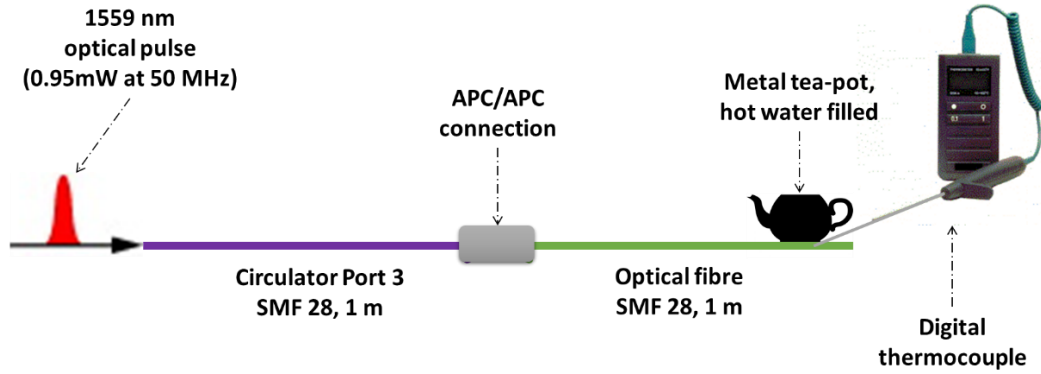 1559 nm
optical pulse
(0.95mW at 50 MHz)
APC/APC
connection
Metal tea-pot,
hot water filled
Circulator Port 3
SMF 28, 1 m
Optical fibre
SMF 28, 1 m
Digital
thermocouple